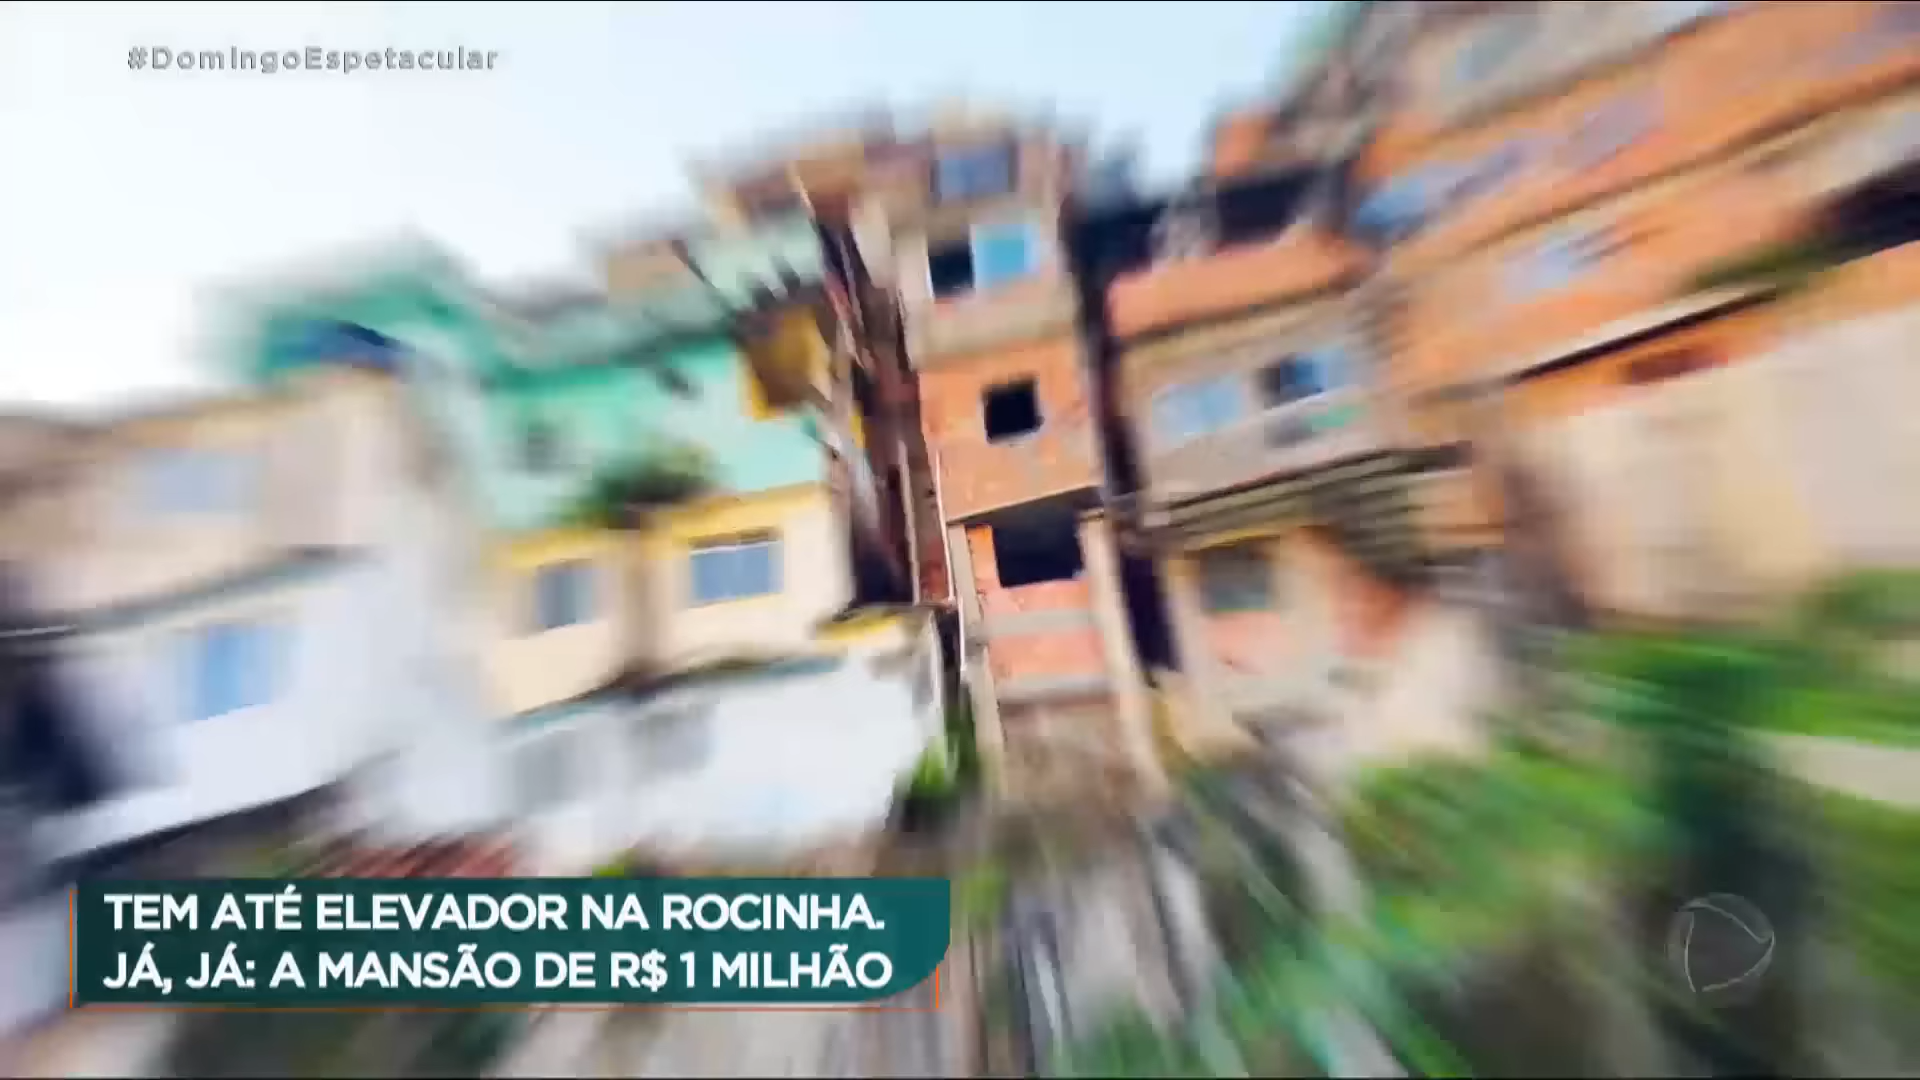 #DomingoEspetacular
TEM ATÉ ELEVADOR NA ROCINHA.
JÁ, JÁ: A MANSÃO DE R$ 1 MILHÃO